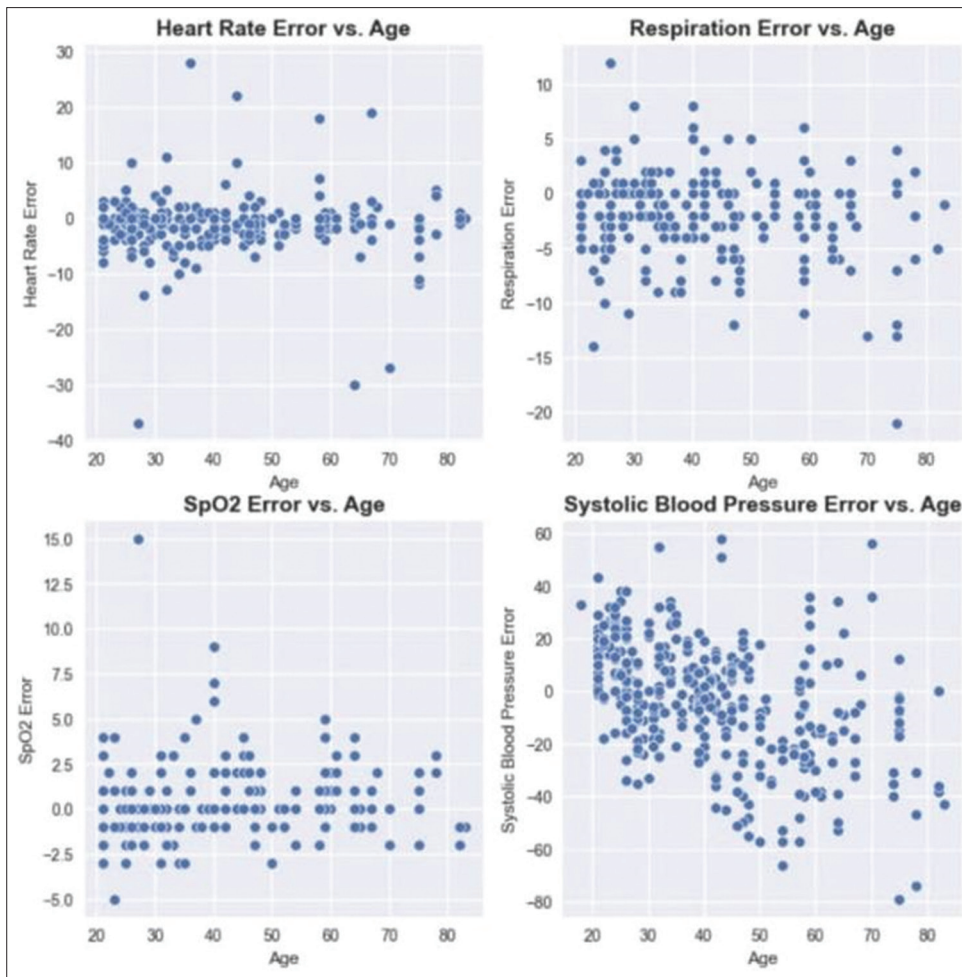 Heart Rate Error vs. Age
30
20
10
0
−10
−20
−30
−40
Heart Rate Error
20 30 40 50 60 70 80
Age
Respiration Error vs. Age
10
5
0
−5
−10
−15
−20
Respiration Error
20 30 40 50 60 70 80
Age
SpO2 Error vs. Age
15.0
12.5
10.0
7.5
5.0
2.5
0.0
−2.5
−5.0
SpO2 Error
20 30 40 50 60 70 80
Age
Systolic Blood Pressure Error vs. Age
60
40
20
0
−20
−40
−60
−80
Systolic Blood Pressure Error
20 30 40 50 60 70 80
Age